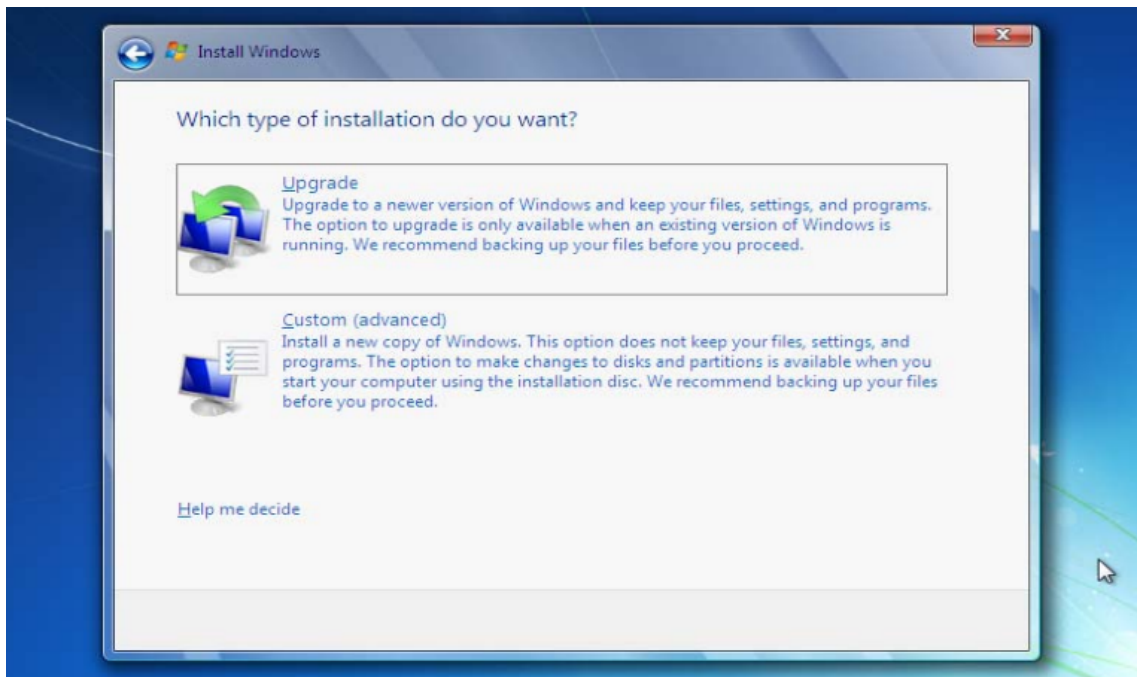 Install Windows
Which type of installation do you want?
Upgrade
Upgrade to a newer version of Windows and keep your files, settings, and programs.
The option to upgrade is only available when an existing version of Windows is
running. We recommend backing up your files before you proceed.
Custom (advanced)
Install a new copy of Windows. This option does not keep your files, settings, and
programs. The option to make changes to disks and partitions is available when you
start your computer using the installation disc. We recommend backing up your files
before you proceed.
Help me decide